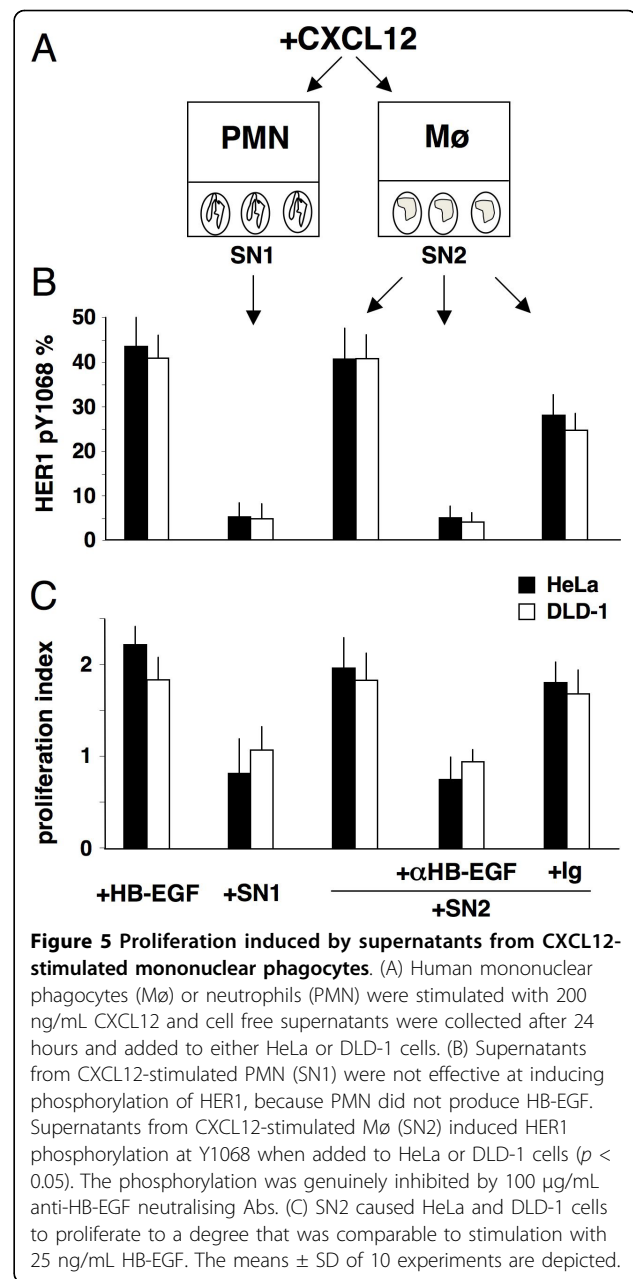 A
+CXCL12
PMN
Mø
SN1
SN2
B
50
40
30
20
10
0
HER1 pY1068 %
C
HeLa
DLD-1
2
1
0
proliferation index
+αHB-EGF +Ig
+HB-EGF +SN1
+SN2
Figure 5 Proliferation induced by supernatants from CXCL12-
stimulated mononuclear phagocytes. (A) Human mononuclear
phagocytes (Mø) or neutrophils (PMN) were stimulated with 200
ng/mL CXCL12 and cell free supernatants were collected after 24
hours and added to either HeLa or DLD-1 cells. (B) Supernatants
from CXCL12-stimulated PMN (SN1) were not effective at inducing
phosphorylation of HER1, because PMN did not produce HB-EGF.
Supernatants from CXCL12-stimulated Mø (SN2) induced HER1
phosphorylation at Y1068 when added to HeLa or DLD-1 cells (p <
0.05). The phosphorylation was genuinely inhibited by 100 μg/mL
anti-HB-EGF neutralising Abs. (C) SN2 caused HeLa and DLD-1 cells
to proliferate to a degree that was comparable to stimulation with
25 ng/mL HB-EGF. The means ± SD of 10 experiments are depicted.